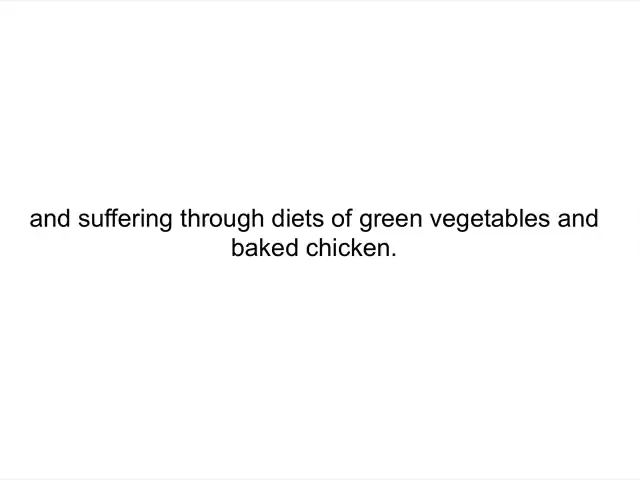 and suffering through diets of green vegetables and
baked chicken.